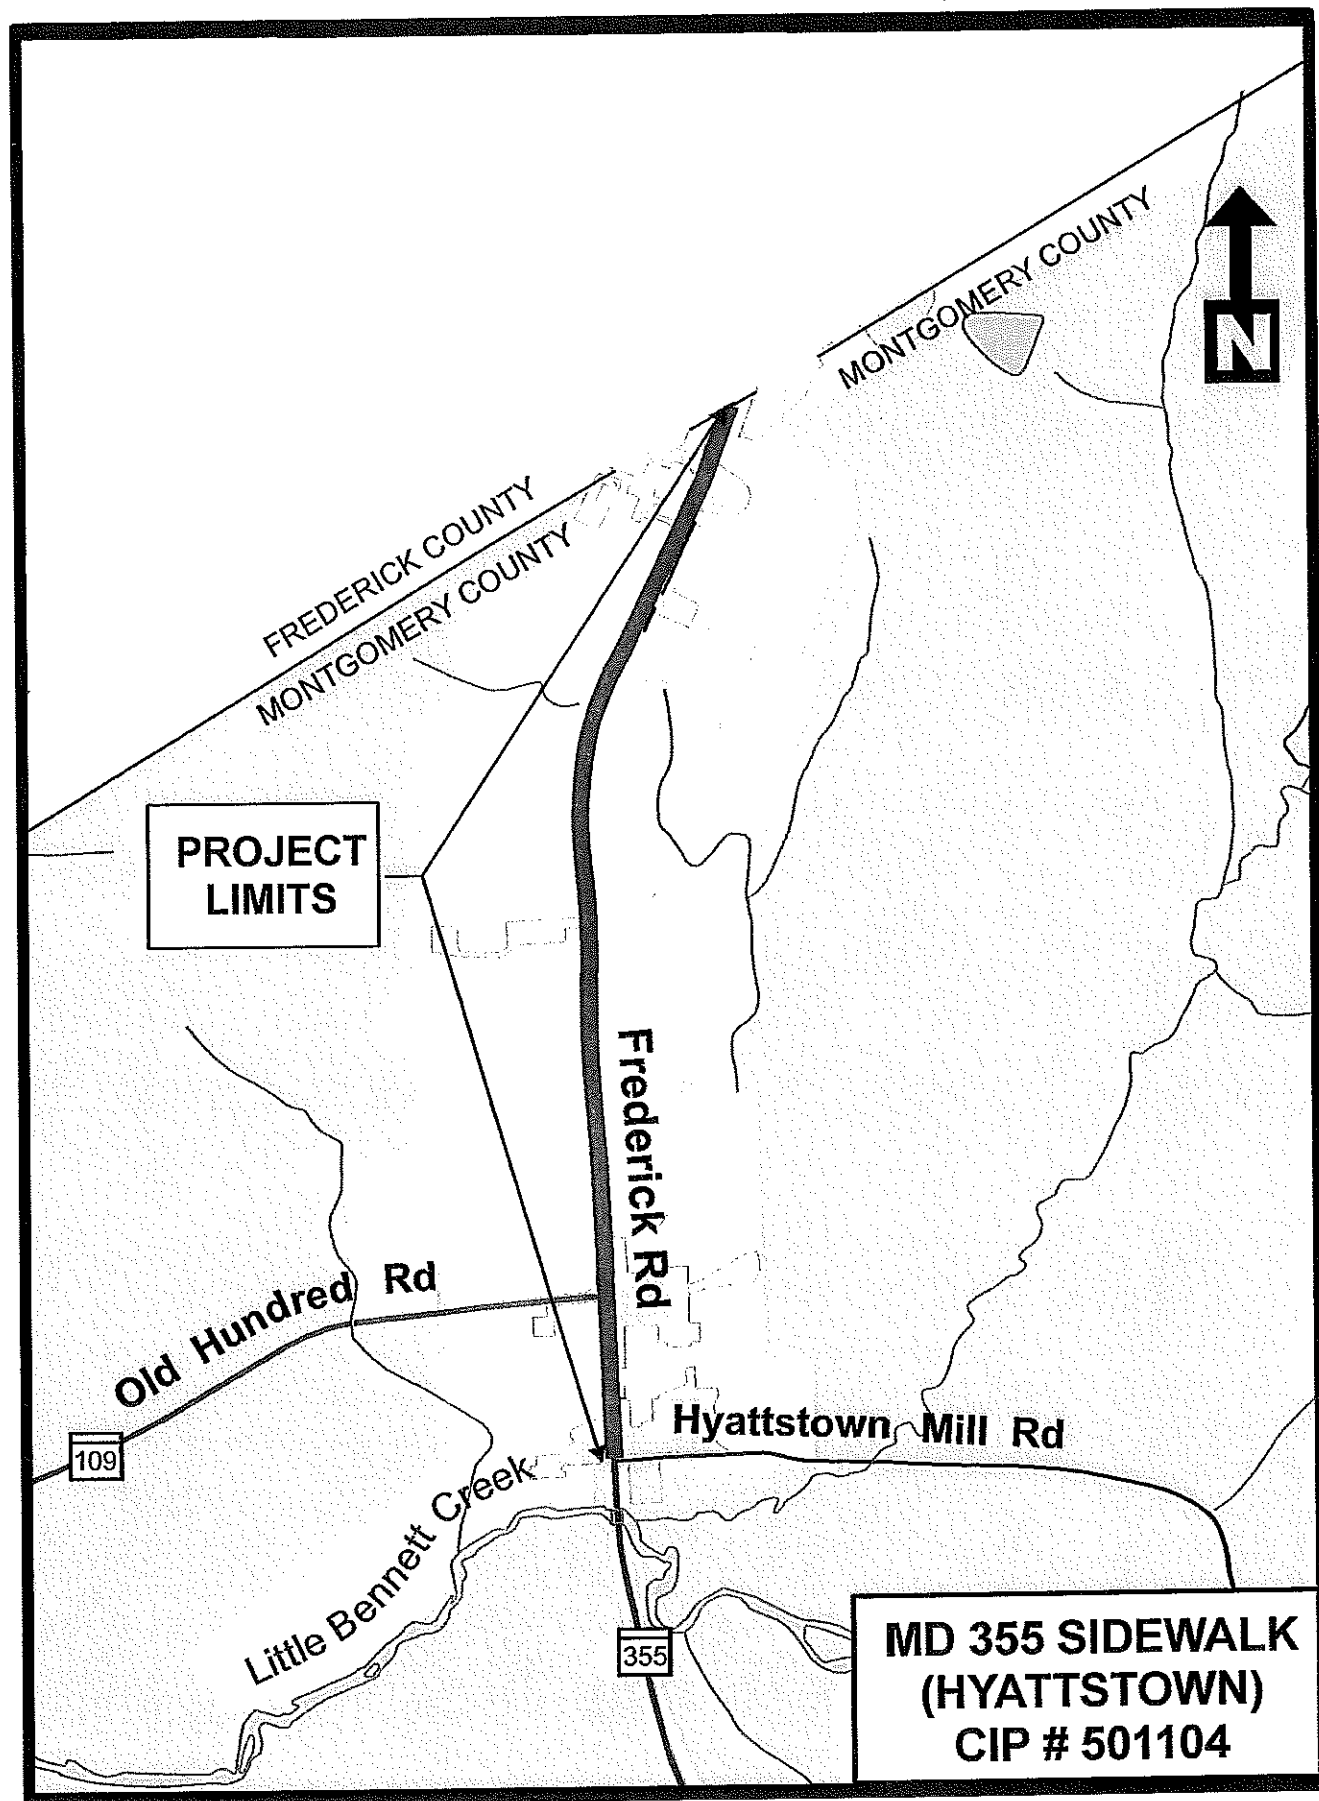 MONTGOMERY COUNTY
N
FREDERICK COUNTY
MONTGOMERY COUNTY
PROJECT
LIMITS
Frederick Rd
Old Hundred Rd
109
Hyattstown Mill Rd
Little Bennett Creek
355
MD 355 SIDEWALK
(HYATTSTOWN)
CIP # 501104